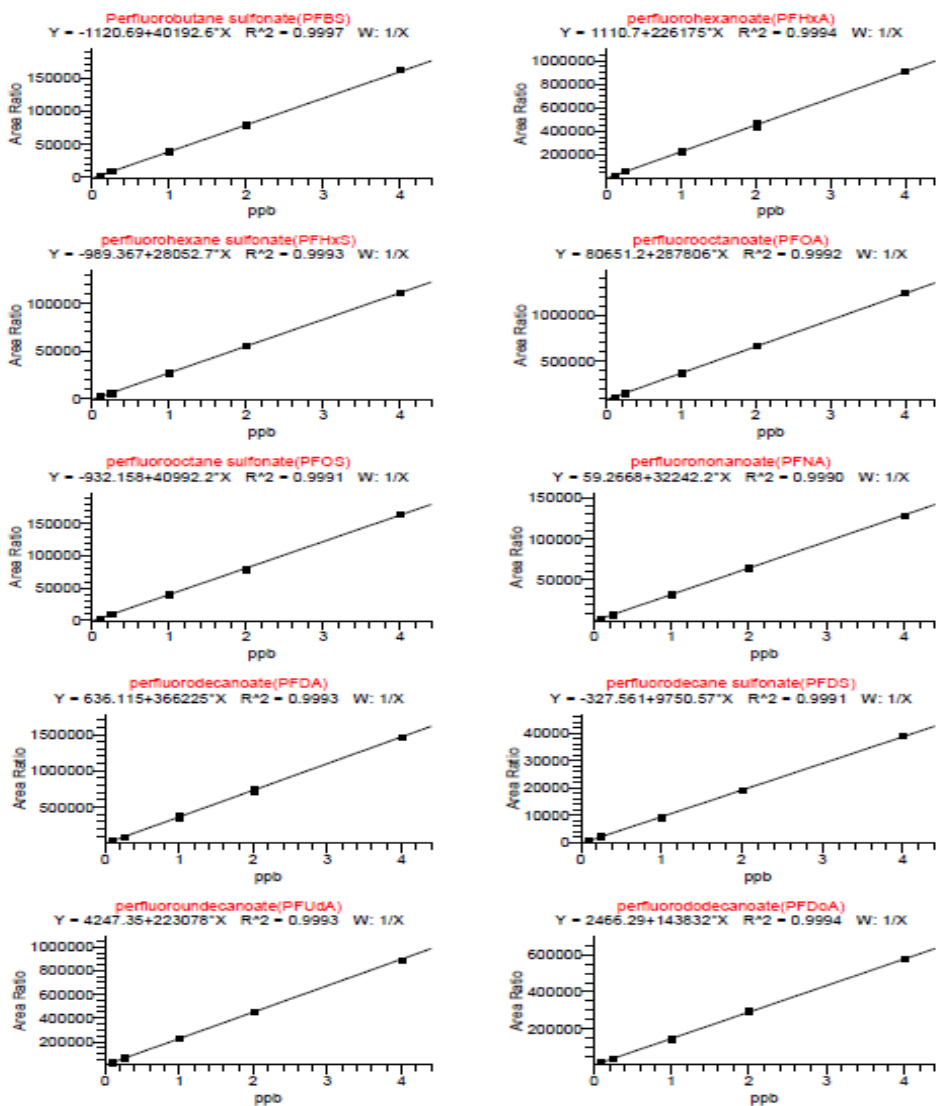 Perfluorobutane sulfonate(PFBS)
Y = -1120.69+40192.6*X R^2 = 0.9997 W: 1/X
150000
100000
50000
0
Area Ratio
0 1 2 3 4
ppb
perfluorohexanoate(PFHxA)
Y = 1110.7+226175*X R^2 = 0.9994 W: 1/X
1000000
800000
600000
400000
200000
Area Ratio
0 1 2 3 4
ppb
perfluorohexane sulfonate(PFHxS)
Y = -989.367+28052.7*X R^2 = 0.9993 W: 1/X
100000
50000
0
Area Ratio
0 1 2 3 4
ppb
perfluorooctanoate(PFOA)
Y = 80651.2+287806*X R^2 = 0.9992 W: 1/X
1000000
500000
Area Ratio
0 1 2 3 4
ppb
perfluorooctane sulfonate(PFOS)
Y = -932.158+40992.2*X R^2 = 0.9991 W: 1/X
150000
100000
50000
0
Area Ratio
0 1 2 3 4
ppb
perfluorononanoate(PFNA)
Y = 59.2668+32242.2*X R^2 = 0.9990 W: 1/X
150000
100000
50000
Area Ratio
0 1 2 3 4
ppb
perfluorodecanoate(PFDA)
Y = 636.115+366225*X R^2 = 0.9993 W: 1/X
1500000
1000000
500000
Area Ratio
0 1 2 3 4
ppb
perfluorodecane sulfonate(PFDS)
Y = -327.561+9750.57*X R^2 = 0.9991 W: 1/X
40000
30000
20000
10000
0
Area Ratio
0 1 2 3 4
ppb
perfluoroundecanoate(PFUdA)
Y = 4247.35+223078*X R^2 = 0.9993 W: 1/X
1000000
800000
600000
400000
200000
Area Ratio
0 1 2 3 4
ppb
perfluorododecanoate(PFDoA)
Y = 2466.29+143832*X R^2 = 0.9994 W: 1/X
600000
400000
200000
Area Ratio
0 1 2 3 4
ppb